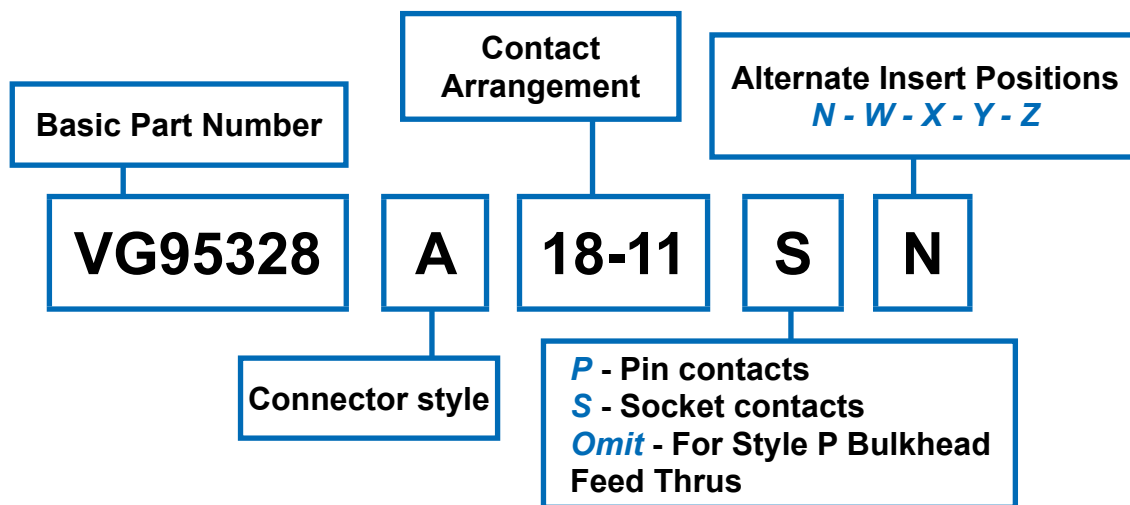 Contact
Arrangement
Alternate Insert Positions
N - W - X - Y - Z
Basic Part Number
VG95328
A
18-11
S
N
Connector style
P - Pin contacts
S - Socket contacts
Omit - For Style P Bulkhead
Feed Thrus